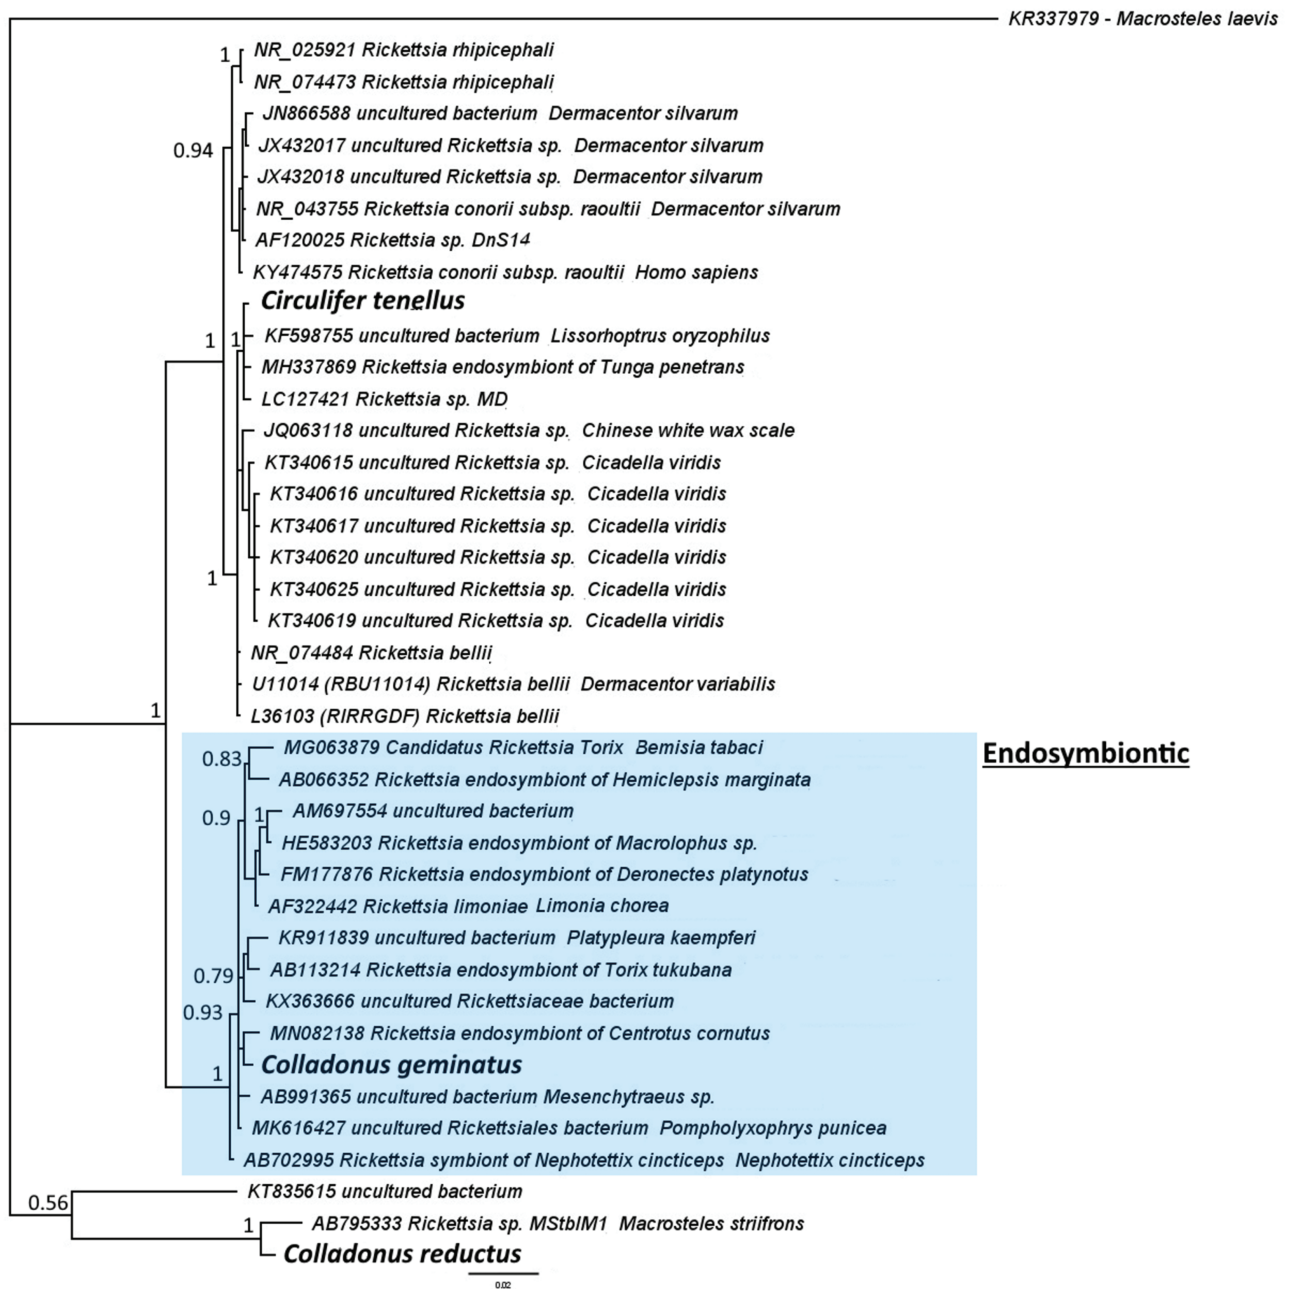 KR337979 - Macrosteles laevis
1
NR_025921 Rickettsia rhipicephali
NR_074473 Rickettsia rhipicephali
JN866588 uncultured bacterium Dermacentor silvarum
0.94
JX432017 uncultured Rickettsia sp. Dermacentor silvarum
JX432018 uncultured Rickettsia sp. Dermacentor silvarum
NR_043755 Rickettsia conorii subsp. raoultii Dermacentor silvarum
AF120025 Rickettsia sp. DnS14
KY474575 Rickettsia conorii subsp. raoultii Homo sapiens
Circulifer tenellus
1 1
KF598755 uncultured bacterium Lissorhoptrus oryzophilus
MH337869 Rickettsia endosymbiont of Tunga penetrans
LC127421 Rickettsia sp. MD
JQ063118 uncultured Rickettsia sp. Chinese white wax scale
KT340615 uncultured Rickettsia sp. Cicadella viridis
KT340616 uncultured Rickettsia sp. Cicadella viridis
KT340617 uncultured Rickettsia sp. Cicadella viridis
KT340620 uncultured Rickettsia sp. Cicadella viridis
1
KT340625 uncultured Rickettsia sp. Cicadella viridis
KT340619 uncultured Rickettsia sp. Cicadella viridis
NR_074484 Rickettsia bellii
U11014 (RBU11014) Rickettsia bellii Dermacentor variabilis
1
L36103 (RIRRGDF) Rickettsia bellii
Endosymbiontic
MG063879 Candidatus Rickettsia Torix Bemisia tabaci
0.83
AB066352 Rickettsia endosymbiont of Hemiclepsis marginata
0.9
1
AM697554 uncultured bacterium
HE583203 Rickettsia endosymbiont of Macrolophus sp.
FM177876 Rickettsia endosymbiont of Deronectes platynotus
AF322442 Rickettsia limoniae Limonia chorea
KR911839 uncultured bacterium Platypleura kaempferi
0.79
AB113214 Rickettsia endosymbiont of Torix tukubana
KX363666 uncultured Rickettsiaceae bacterium
0.93
MN082138 Rickettsia endosymbiont of Centrotus cornutus
Colladonus geminatus
1
AB991365 uncultured bacterium Mesenchytraeus sp.
MK616427 uncultured Rickettsiales bacterium Pompholyxophrys punicea
AB702995 Rickettsia symbiont of Nephotettix cincticeps Nephotettix cincticeps
KT835615 uncultured bacterium
0.56
1
AB795333 Rickettsia sp. MStblM1 Macrosteles striifrons
Colladonus reductus
0.02